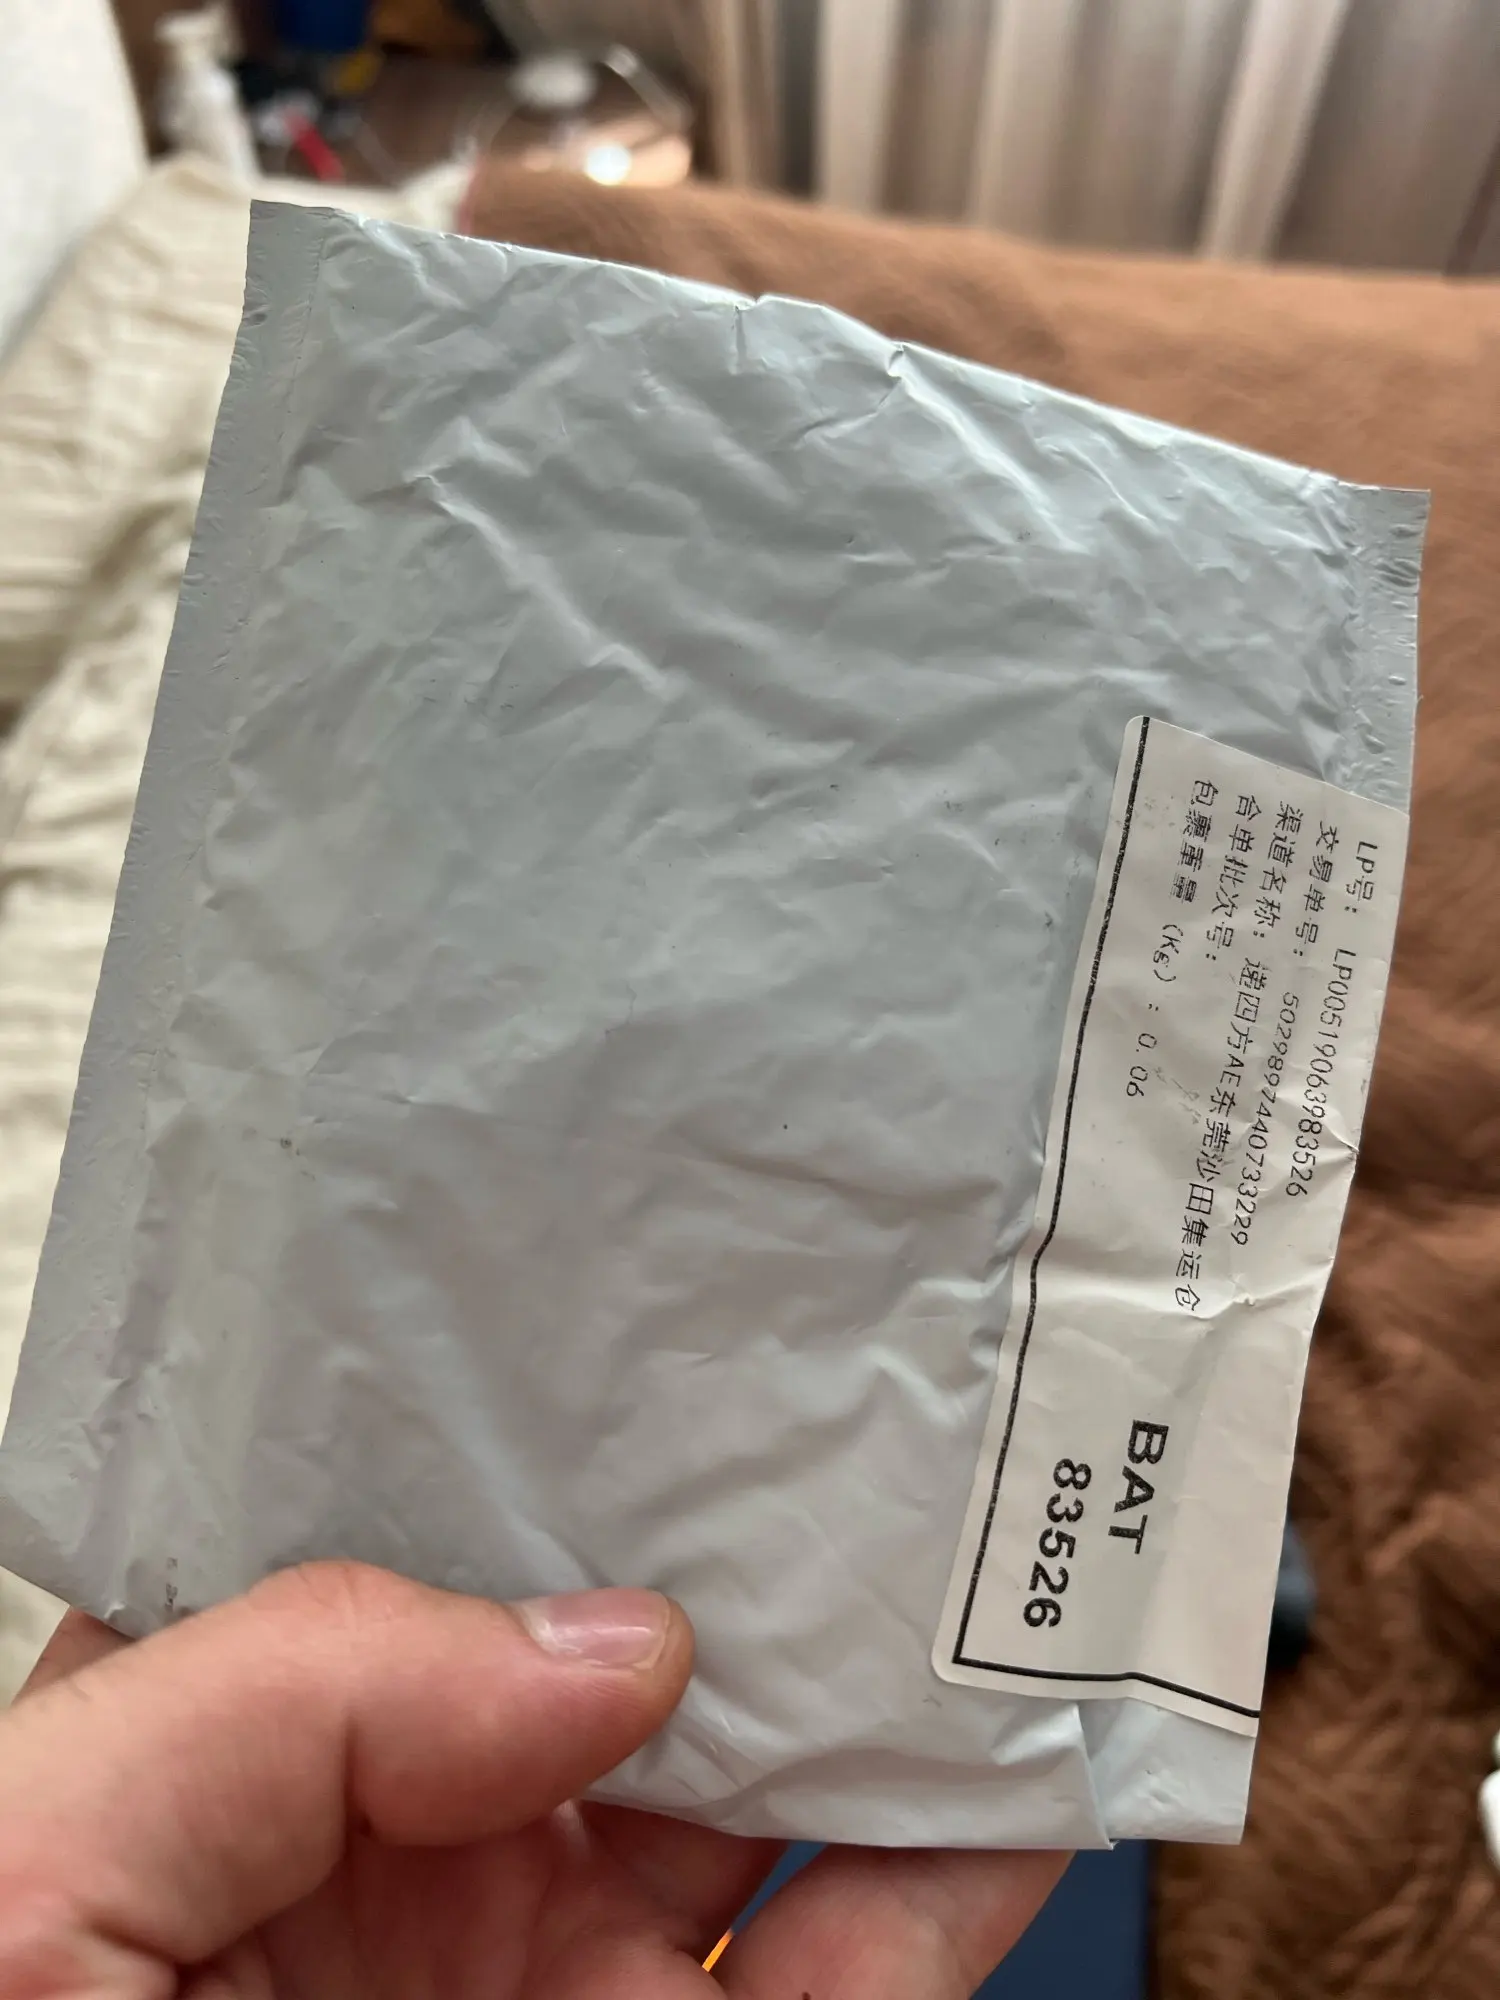 LP号: LP00519063983526
交易单号: 5029897440733229
渠道名称: 递四方AE东莞沙田集运仓
合单批次号:
包裹重量 (Kg) : 0.06
BAT
83526